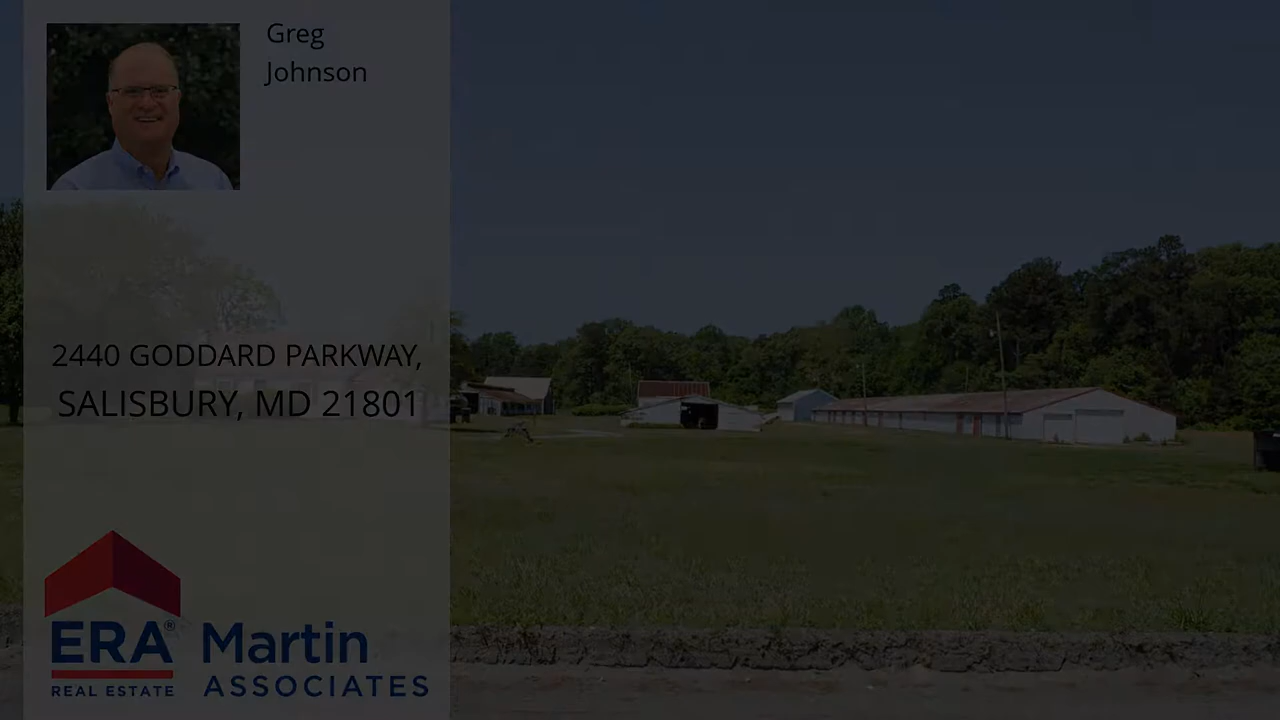 Greg
Johnson
2440 GODDARD PARKWAY,
SALISBURY, MD 21801
ERA® Martin
REAL ESTATE ASSOCIATES